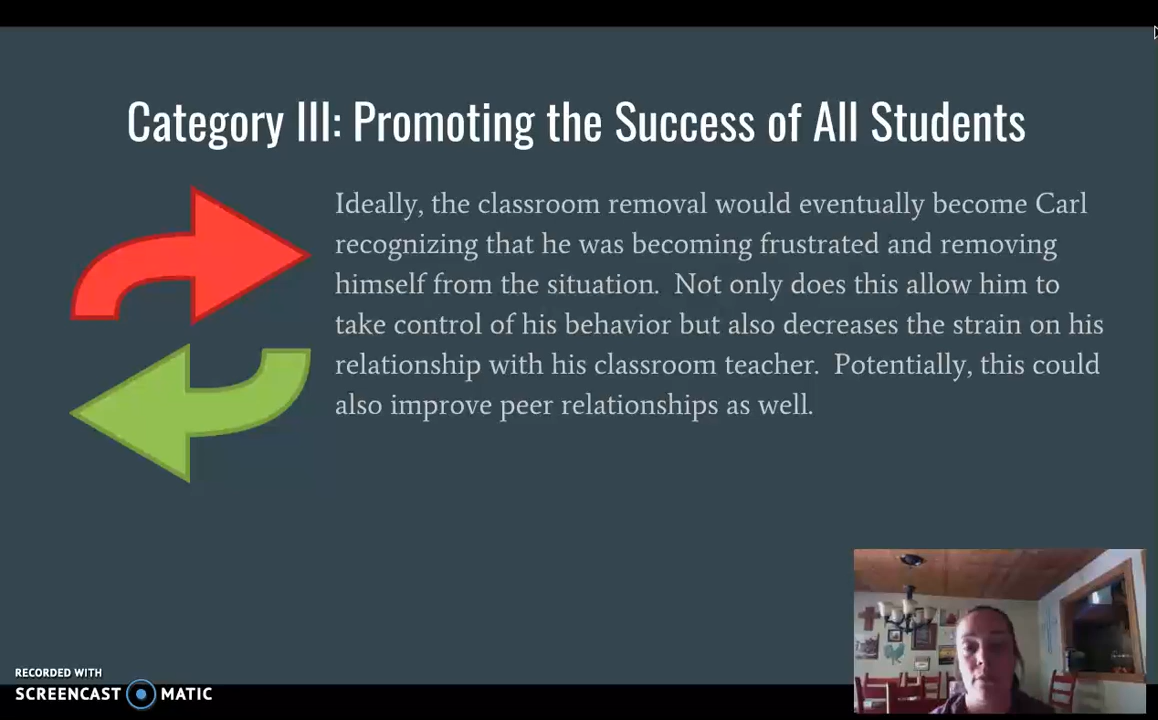 Category III: Promoting the Success of All Students
Ideally, the classroom removal would eventually become Carl
recognizing that he was becoming frustrated and removing
himself from the situation.  Not only does this allow him to
take control of his behavior but also decreases the strain on his
relationship with his classroom teacher.  Potentially, this could
also improve peer relationships as well.
RECORDED WITH
SCREENCAST MATIC